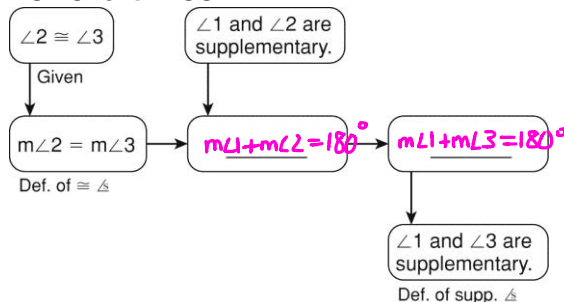 ∠2 ≅ ∠3
Given
∠1 and ∠2 are
supplementary.
m∠2 = m∠3
Def. of ≅ ∠s
m∠1+m∠2=180°
m∠1+m∠3=180°
∠1 and ∠3 are
supplementary.
Def. of supp. ∠s